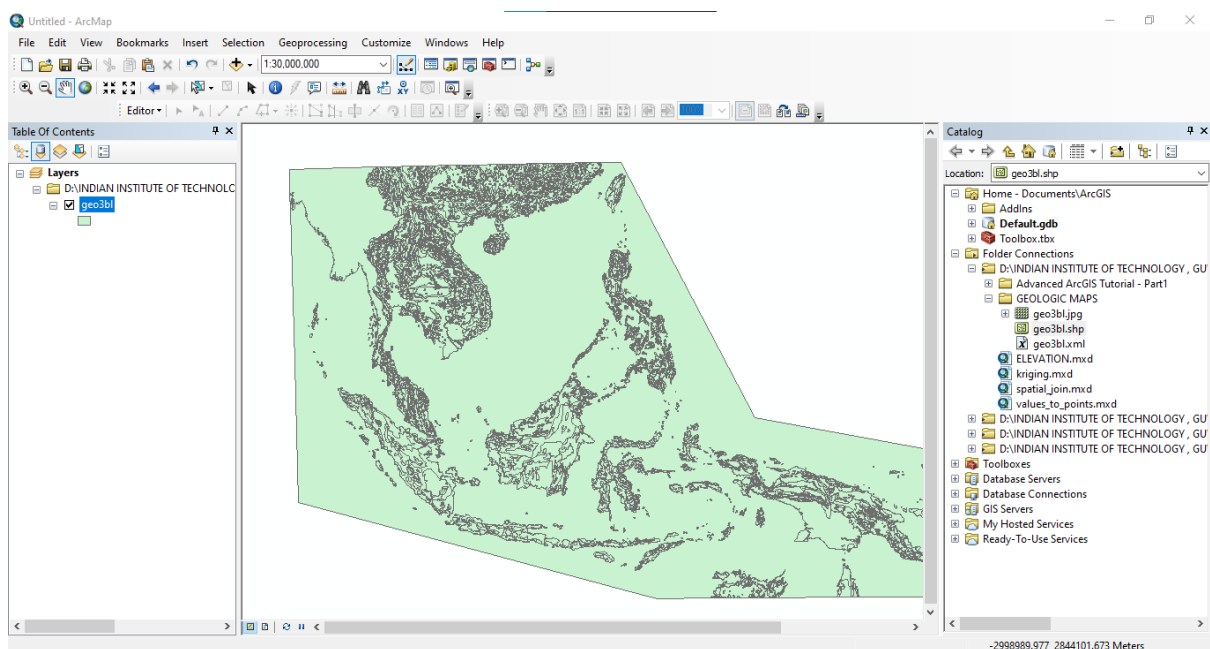 Untitled - ArcMap
File Edit View Bookmarks Insert Selection Geoprocessing Customize Windows Help
1:30,000,000
Editor
Table Of Contents
Layers
D:\INDIAN INSTITUTE OF TECHNOLC
geo3bl
Catalog
Location: geo3bl.shp
Home - Documents\ArcGIS
AddIns
Default.gdb
Toolbox.tbx
Folder Connections
D:\INDIAN INSTITUTE OF TECHNOLOGY , GU
Advanced ArcGIS Tutorial - Part1
GEOLOGIC MAPS
geo3bl.jpg
geo3bl.shp
geo3bl.xml
ELEVATION.mxd
kriging.mxd
spatial_join.mxd
values_to_points.mxd
D:\INDIAN INSTITUTE OF TECHNOLOGY , GU
D:\INDIAN INSTITUTE OF TECHNOLOGY , GU
D:\INDIAN INSTITUTE OF TECHNOLOGY , GU
Toolboxes
Database Servers
Database Connections
GIS Servers
My Hosted Services
Ready-To-Use Services
-2998989.977 2844101.673 Meters